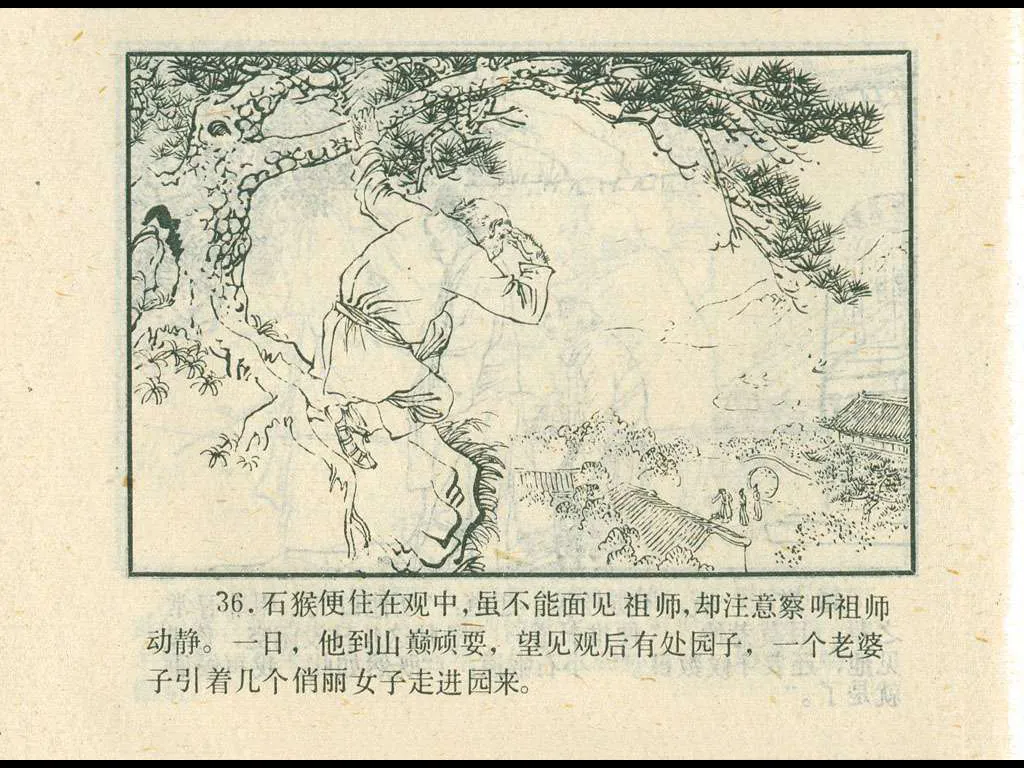 36.石猴便住在观中,虽不能面见祖师,却注意察听祖师
动静。一日，他到山巅顽耍，望见观后有处园子，一个老婆
子引着几个俏丽女子走进园来。